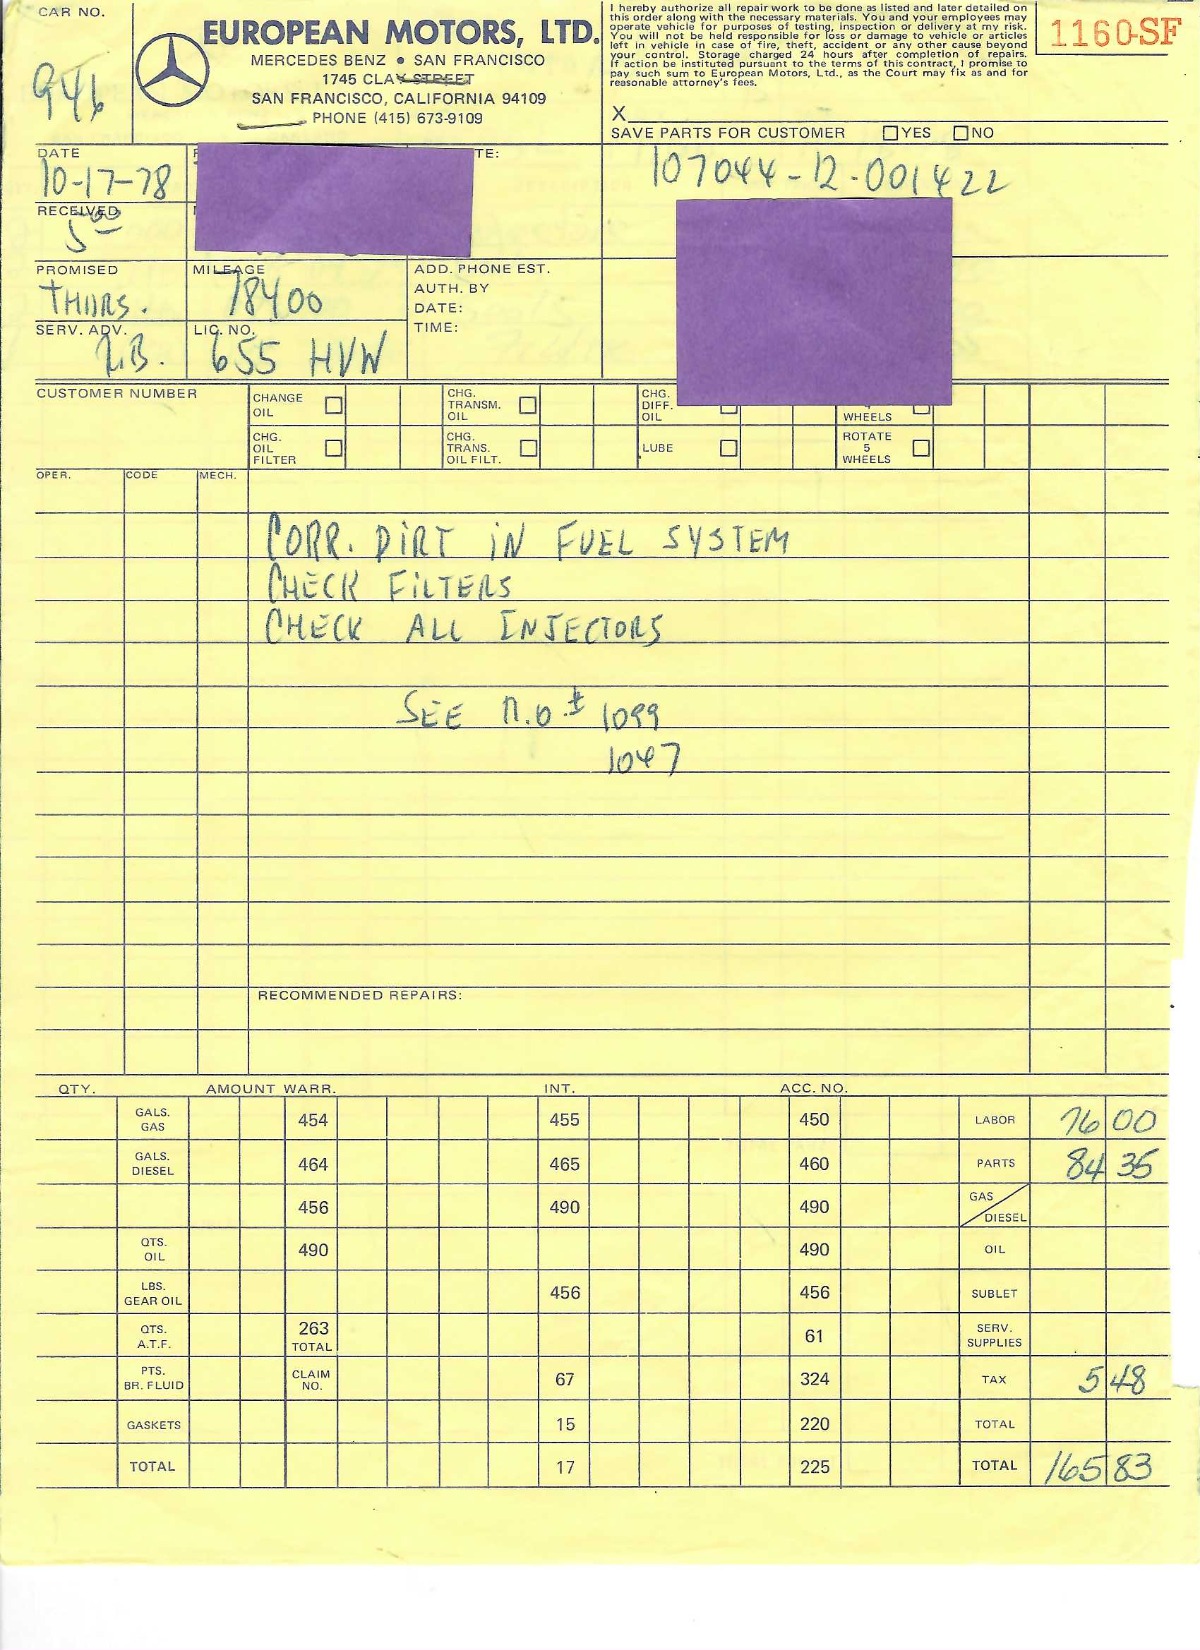 CAR NO.
946
EUROPEAN MOTORS, LTD.
MERCEDES BENZ • SAN FRANCISCO
1745 CLAY STREET
SAN FRANCISCO, CALIFORNIA 94109
PHONE (415) 673-9109
I hereby authorize all repair work to be done as listed and later detailed on
this order along with the necessary materials. You and your employees may
operate vehicle for purposes of testing, inspection or delivery at my risk.
You will not be held responsible for loss or damage to vehicle or articles
left in vehicle in case of fire, theft, accident or any other cause beyond
your control. Storage charged 24 hours after completion of repairs.
If action be instituted pursuant to the terms of this contract, I promise to
pay such sum to European Motors, Ltd., as the Court may fix as and for
reasonable attorney's fees.
1160-SF
X
SAVE PARTS FOR CUSTOMER YES NO
DATE
10-17-78
TE:
107044-12-001422
RECEIVED
5 00
PROMISED
THURS.
MILEAGE
78400
ADD. PHONE EST.
AUTH. BY
DATE:
TIME:
SERV. ADV.
R.B.
LIC. NO.
655 HVW
CUSTOMER NUMBER
CHANGE OIL
CHG. TRANSM. OIL
CHG. DIFF. OIL
WHEELS
CHG. OIL FILTER
CHG. TRANS. OIL FILT.
LUBE
ROTATE 5 WHEELS
OPER. CODE MECH.
CORR. DIRT IN FUEL SYSTEM
CHECK FILTERS
CHECK ALL INJECTORS
SEE R.O # 1099
1047
RECOMMENDED REPAIRS:
QTY. AMOUNT WARR. INT. ACC. NO.
GALS. GAS 454 455 450 LABOR 76 00
GALS. DIESEL 464 465 460 PARTS 84 35
456 490 490 GAS / DIESEL
QTS. OIL 490 490 OIL
LBS. GEAR OIL 456 456 SUBLET
QTS. A.T.F. 263 TOTAL 61 SERV. SUPPLIES
PTS. BR. FLUID CLAIM NO. 67 324 TAX 5 48
GASKETS 15 220 TOTAL
TOTAL 17 225 TOTAL 165 83